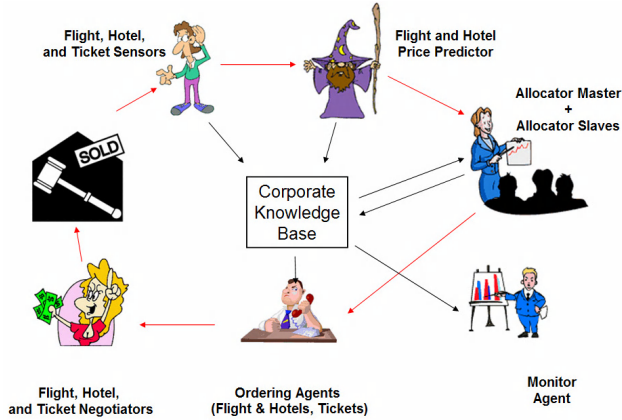 Flight, Hotel,
and Ticket Sensors
Flight and Hotel
Price Predictor
Allocator Master
+
Allocator Slaves
SOLD
Corporate
Knowledge
Base
Flight, Hotel,
and Ticket Negotiators
Ordering Agents
(Flight & Hotels, Tickets)
Monitor
Agent